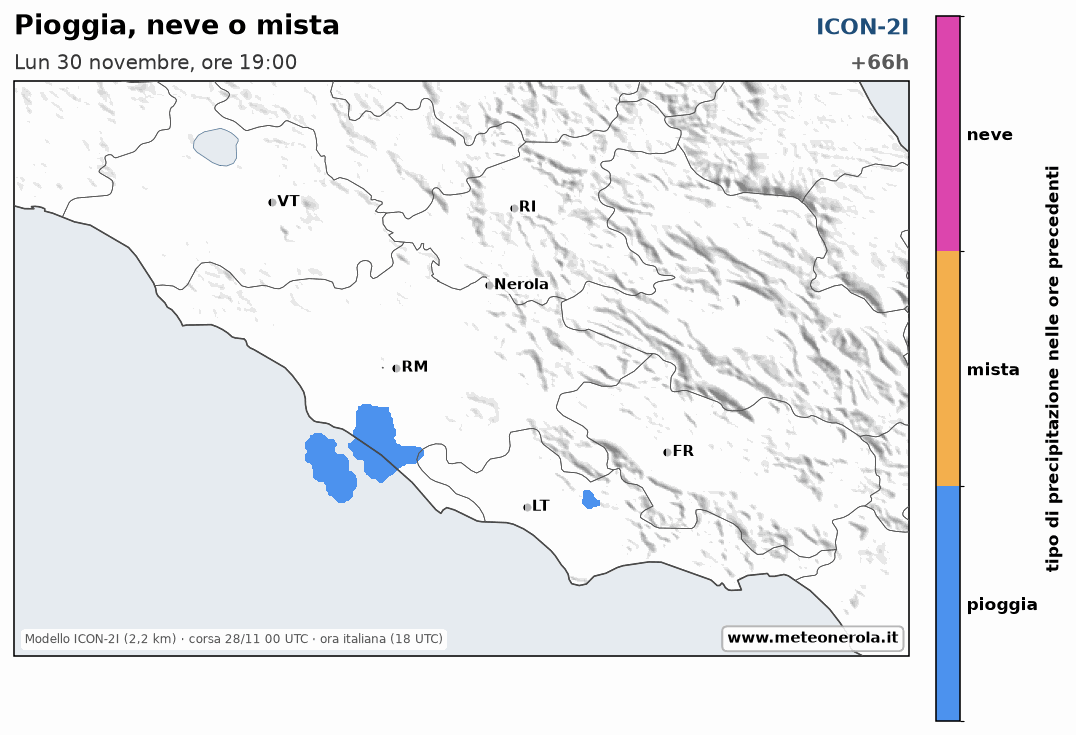 Pioggia, neve o mista
ICON-2I
Lun 30 novembre, ore 19:00
+66h
neve
VT
RI
Nerola
tipo di precipitazione nelle ore precedenti
RM
mista
FR
LT
pioggia
Modello ICON-2I (2,2 km) · corsa 28/11 00 UTC · ora italiana (18 UTC)
www.meteonerola.it